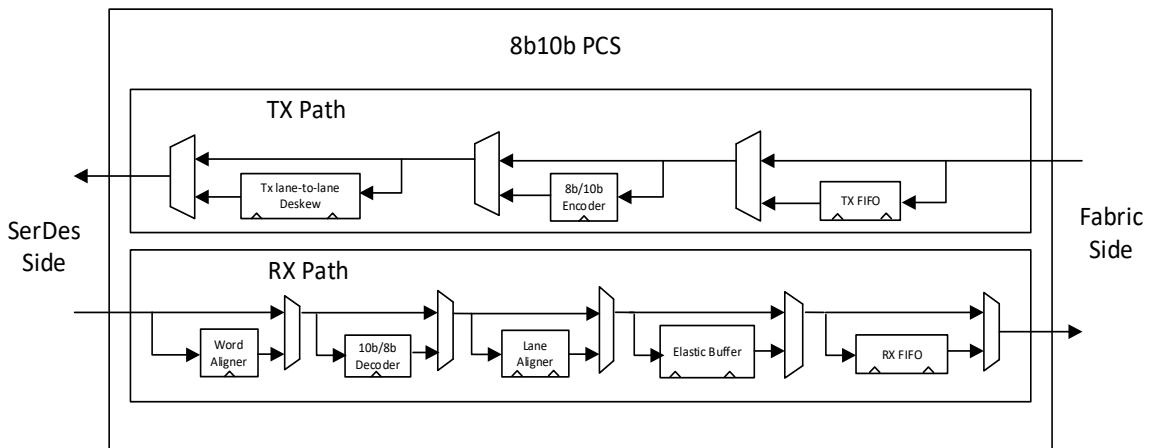 8b10b PCS
TX Path
Tx lane-to-lane
Deskew
8b/10b
Encoder
TX FIFO
SerDes
Side
Fabric
Side
RX Path
Word
Aligner
10b/8b
Decoder
Lane
Aligner
Elastic Buffer
RX FIFO